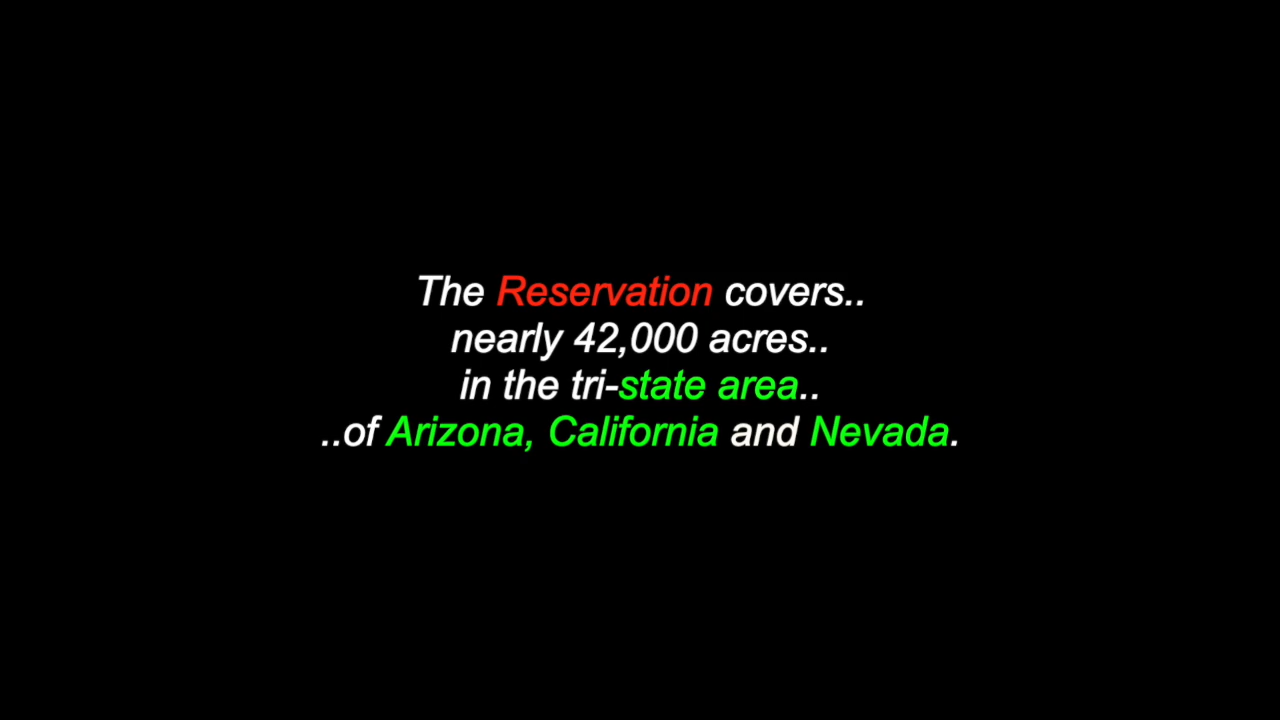 The Reservation covers..
nearly 42,000 acres..
in the tri-state area..
..of Arizona, California and Nevada.